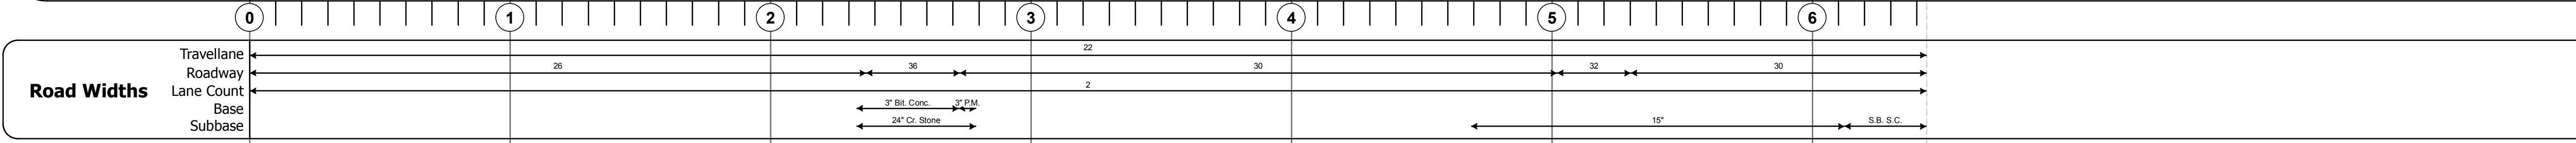 0 1 2 3 4 5 6
Road Widths
Travellane 22
Roadway 26 36 30 32 30
Lane Count 2
Base 3" Bit. Conc. 3" P.M.
Subbase 24" Cr. Stone 15" S.B. S.C.